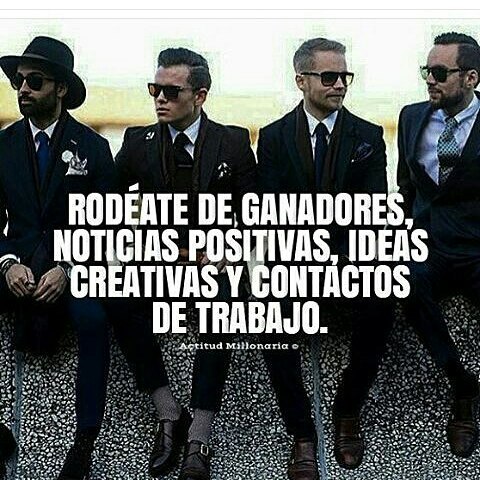 RODÉATE DE GANADORES,
NOTICIAS POSITIVAS, IDEAS
CREATIVAS Y CONTACTOS
DE TRABAJO.
Actitud Millonaria ©